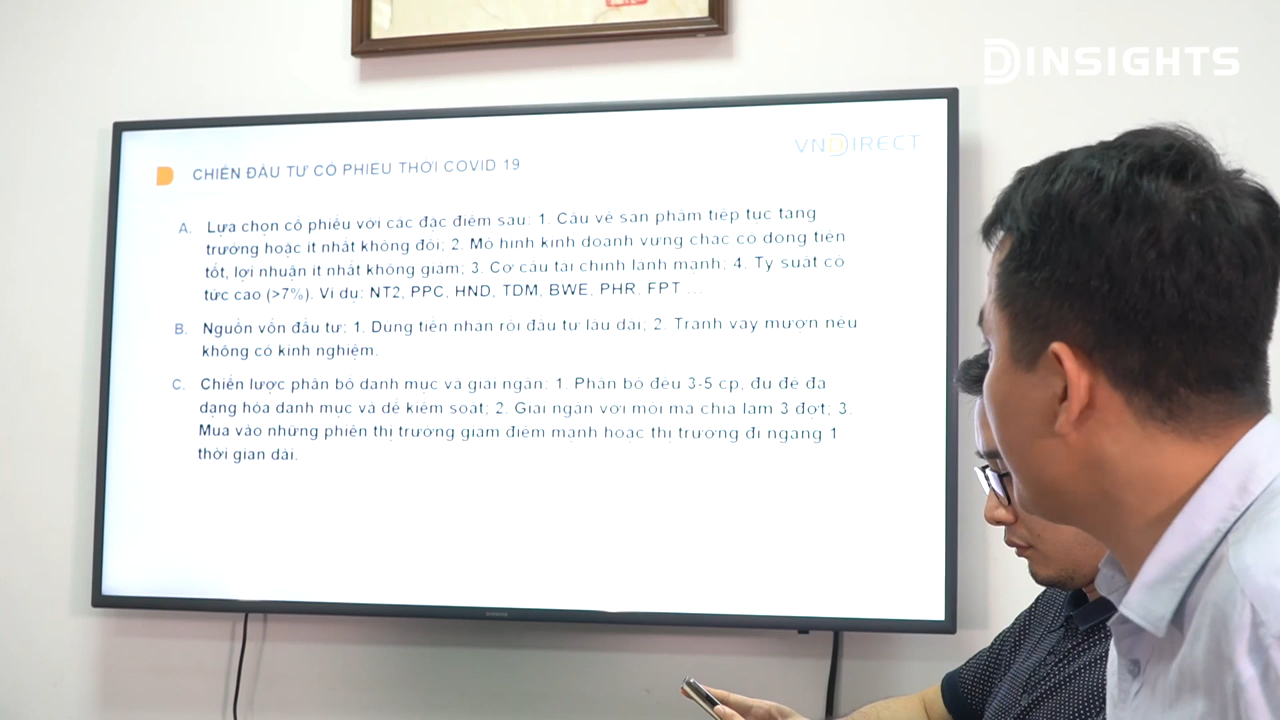 DINSIGHTS
VNDIRECT
CHIẾN ĐẦU TƯ CỔ PHIẾU THỜI COVID 19
A. Lựa chọn cổ phiếu với các đặc điểm sau: 1. Cầu về sản phẩm tiếp tục tăng
trưởng hoặc ít nhất không đổi; 2. Mô hình kinh doanh vững chắc có dòng tiền
tốt, lợi nhuận ít nhất không giảm; 3. Cơ cấu tài chính lành mạnh; 4. Tỷ suất cổ
tức cao (>7%). Ví dụ: NT2, PPC, HND, TDM, BWE, PHR, FPT ...
B. Nguồn vốn đầu tư: 1. Dùng tiền nhàn rỗi đầu tư lâu dài; 2. Tránh vay mượn nếu
không có kinh nghiệm.
C. Chiến lược phân bổ danh mục và giải ngân: 1. Phân bổ đều 3-5 cp, đủ để đa
dạng hóa danh mục và dễ kiểm soát; 2. Giải ngân với mỗi mã chia làm 3 đợt; 3.
Mua vào những phiên thị trường giảm điểm mạnh hoặc thị trường đi ngang 1
thời gian dài.